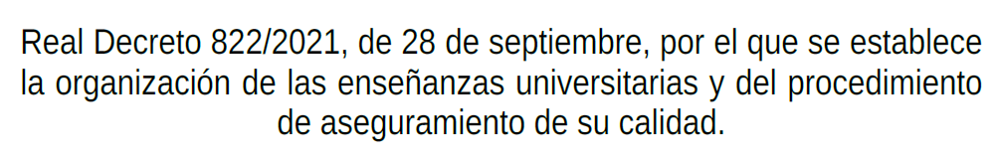 Real Decreto 822/2021, de 28 de septiembre, por el que se establece
la organización de las enseñanzas universitarias y del procedimiento
de aseguramiento de su calidad.